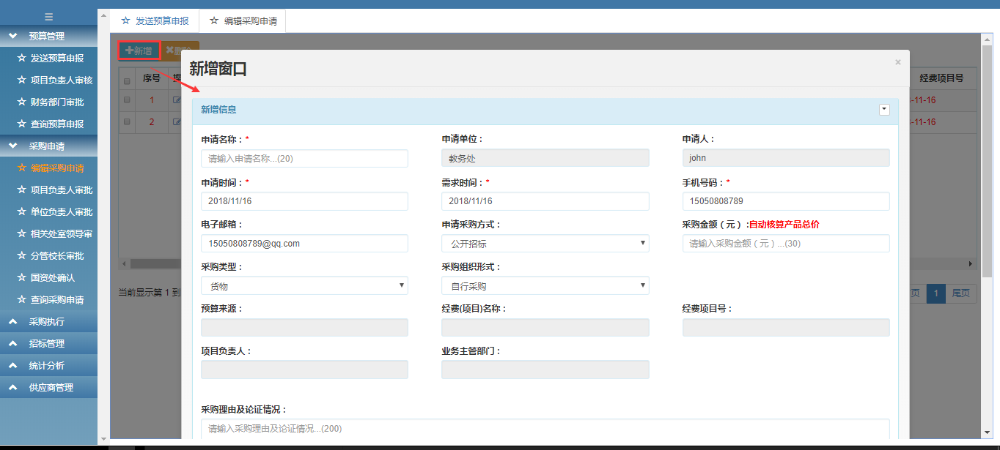 发送预算申报
编辑采购申请
预算管理
发送预算申报
项目负责人审核
财务部门审批
查询预算申报
采购申请
编辑采购申请
项目负责人审批
单位负责人审批
相关处室领导审
分管校长审批
国资处确认
查询采购申请
采购执行
招标管理
统计分析
供应商管理
新增
序号
经费项目号
1
-11-16
2
-11-16
当前显示第 1 到
页 1 尾页
新增窗口
×
新增信息
申请名称：*
请输入申请名称...(20)
申请单位：
教务处
申请人：
john
申请时间：*
2018/11/16
需求时间：*
2018/11/16
手机号码：*
15050808789
电子邮箱：
15050808789@qq.com
申请采购方式：
公开招标
采购金额（元）:自动核算产品总价
请输入采购金额（元）...(30)
采购类型：
货物
采购组织形式：
自行采购
预算来源：
经费(项目)名称：
经费项目号：
项目负责人：
业务主管部门：
采购理由及论证情况：
请输入采购理由及论证情况...(200)